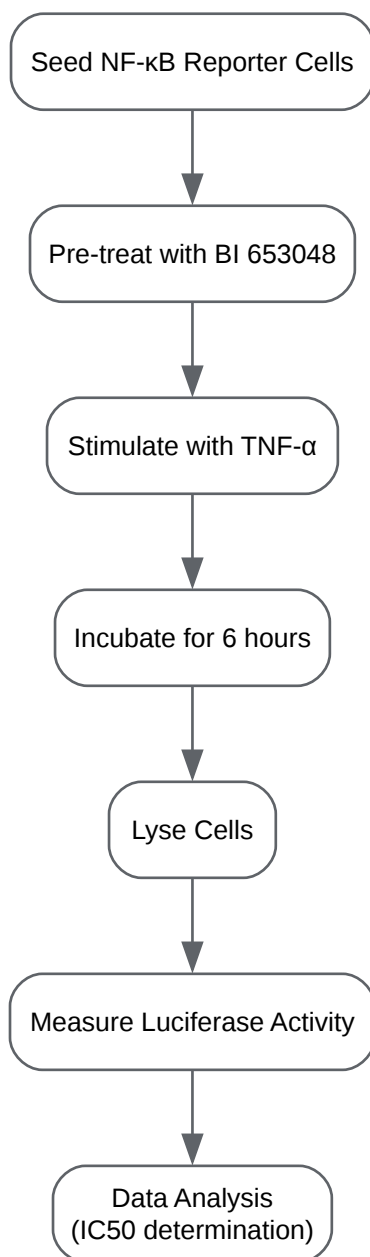 Seed NF-κB Reporter Cells
Pre-treat with BI 653048
Stimulate with TNF-α
Incubate for 6 hours
Lyse Cells
Measure Luciferase Activity
Data Analysis
(IC50 determination)